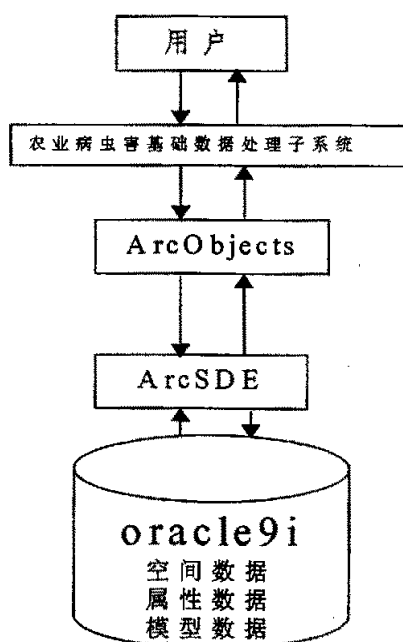 用户
农业病虫害基础数据处理子系统
ArcObjects
ArcSDE
oracle9i
空间数据
属性数据
模型数据